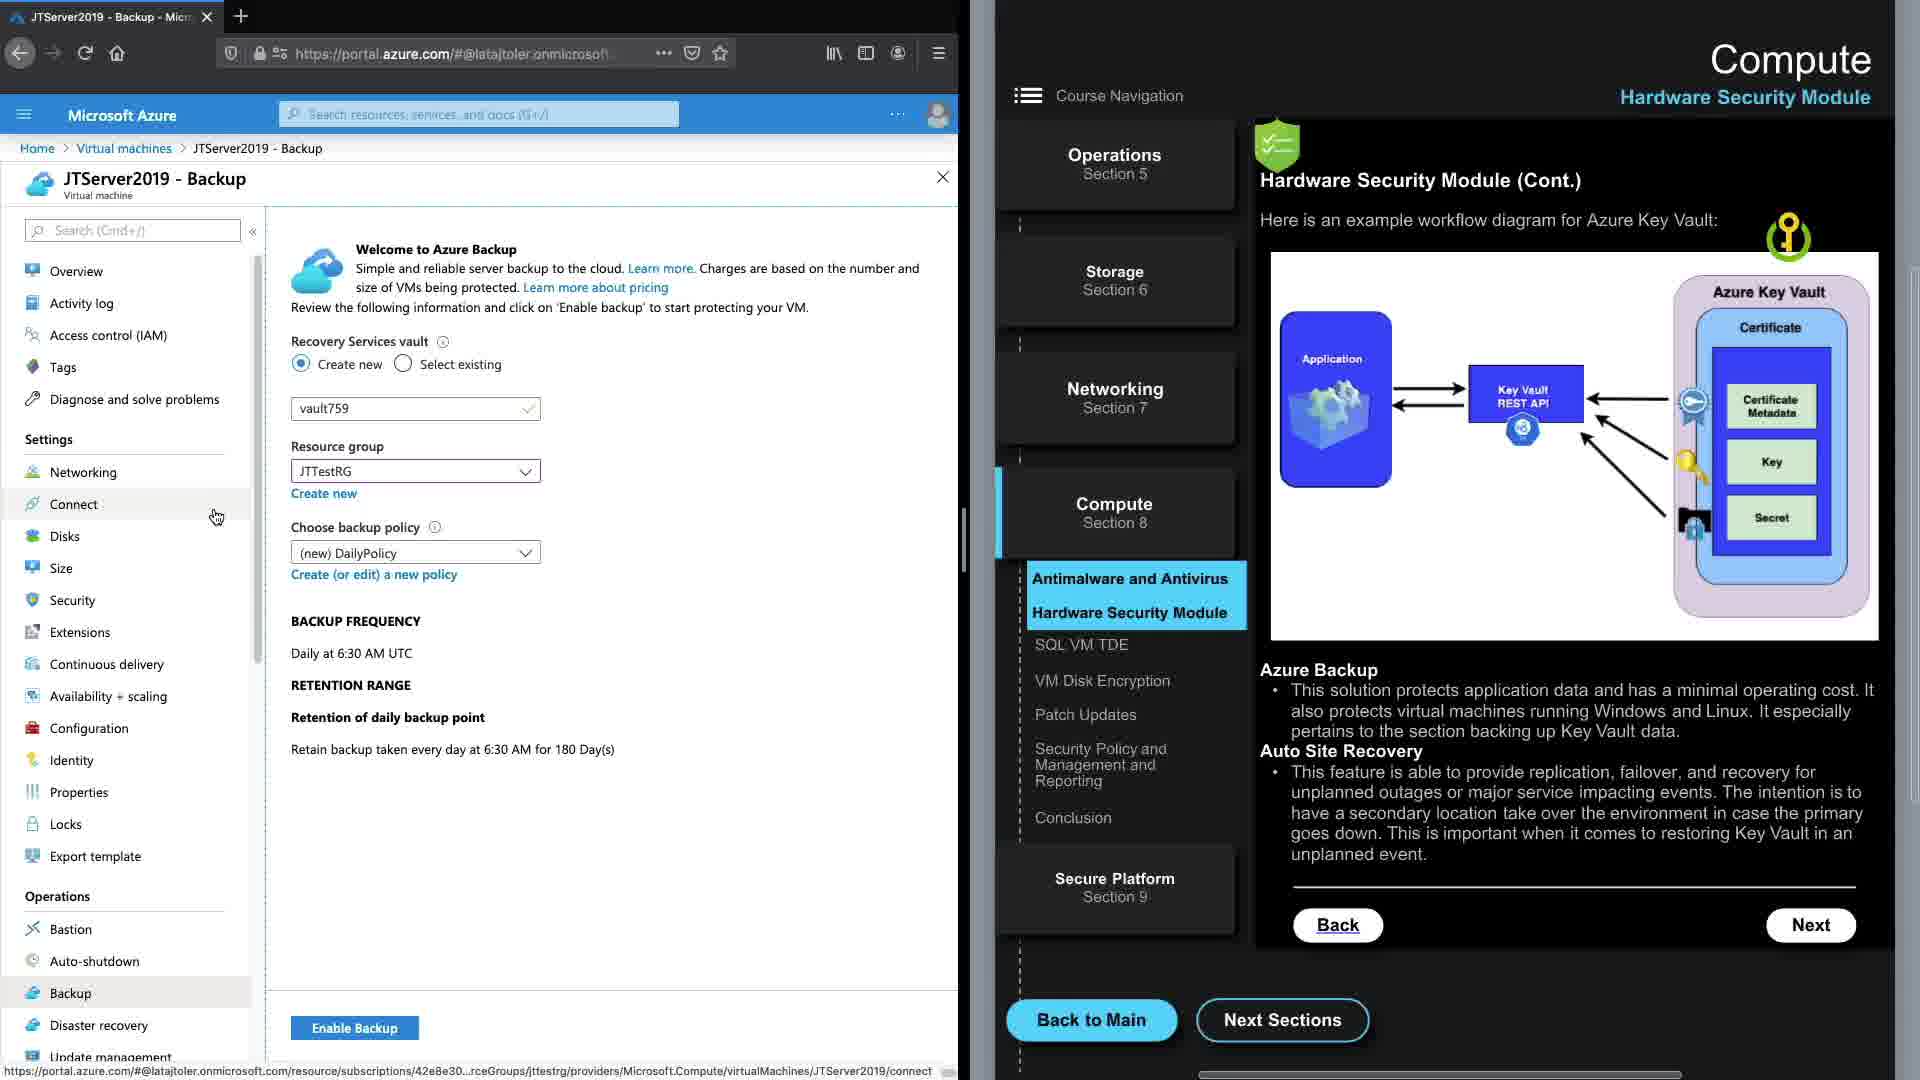 JTServer2019 - Backup - Micr
https://portal.azure.com/#@latajtoler.onmicrosoft
Microsoft Azure
Search resources, services, and docs (G+/)
Home > Virtual machines > JTServer2019 - Backup
JTServer2019 - Backup
Virtual machine
Search (Cmd+/)
Overview
Activity log
Access control (IAM)
Tags
Diagnose and solve problems
Settings
Networking
Connect
Disks
Size
Security
Extensions
Continuous delivery
Availability + scaling
Configuration
Identity
Properties
Locks
Export template
Operations
Bastion
Auto-shutdown
Backup
Disaster recovery
Update management
Welcome to Azure Backup
Simple and reliable server backup to the cloud. Learn more. Charges are based on the number and
size of VMs being protected. Learn more about pricing
Review the following information and click on 'Enable backup' to start protecting your VM.
Recovery Services vault
Create new
Select existing
vault759
Resource group
JTTestRG
Create new
Choose backup policy
(new) DailyPolicy
Create (or edit) a new policy
BACKUP FREQUENCY
Daily at 6:30 AM UTC
RETENTION RANGE
Retention of daily backup point
Retain backup taken every day at 6:30 AM for 180 Day(s)
Enable Backup
https://portal.azure.com/#@latajtoler.onmicrosoft.com/resource/subscriptions/42e8e30...rceGroups/jttestrg/providers/Microsoft.Compute/virtualMachines/JTServer2019/connect
Compute
Hardware Security Module
Course Navigation
Operations
Section 5
Storage
Section 6
Networking
Section 7
Compute
Section 8
Antimalware and Antivirus
Hardware Security Module
SQL VM TDE
VM Disk Encryption
Patch Updates
Security Policy and
Management and
Reporting
Conclusion
Secure Platform
Section 9
Hardware Security Module (Cont.)
Here is an example workflow diagram for Azure Key Vault:
Application
Key Vault
REST API
Azure Key Vault
Certificate
Certificate
Metadata
Key
Secret
Azure Backup
• This solution protects application data and has a minimal operating cost. It
also protects virtual machines running Windows and Linux. It especially
pertains to the section backing up Key Vault data.
Auto Site Recovery
• This feature is able to provide replication, failover, and recovery for
unplanned outages or major service impacting events. The intention is to
have a secondary location take over the environment in case the primary
goes down. This is important when it comes to restoring Key Vault in an
unplanned event.
Back
Next
Back to Main
Next Sections